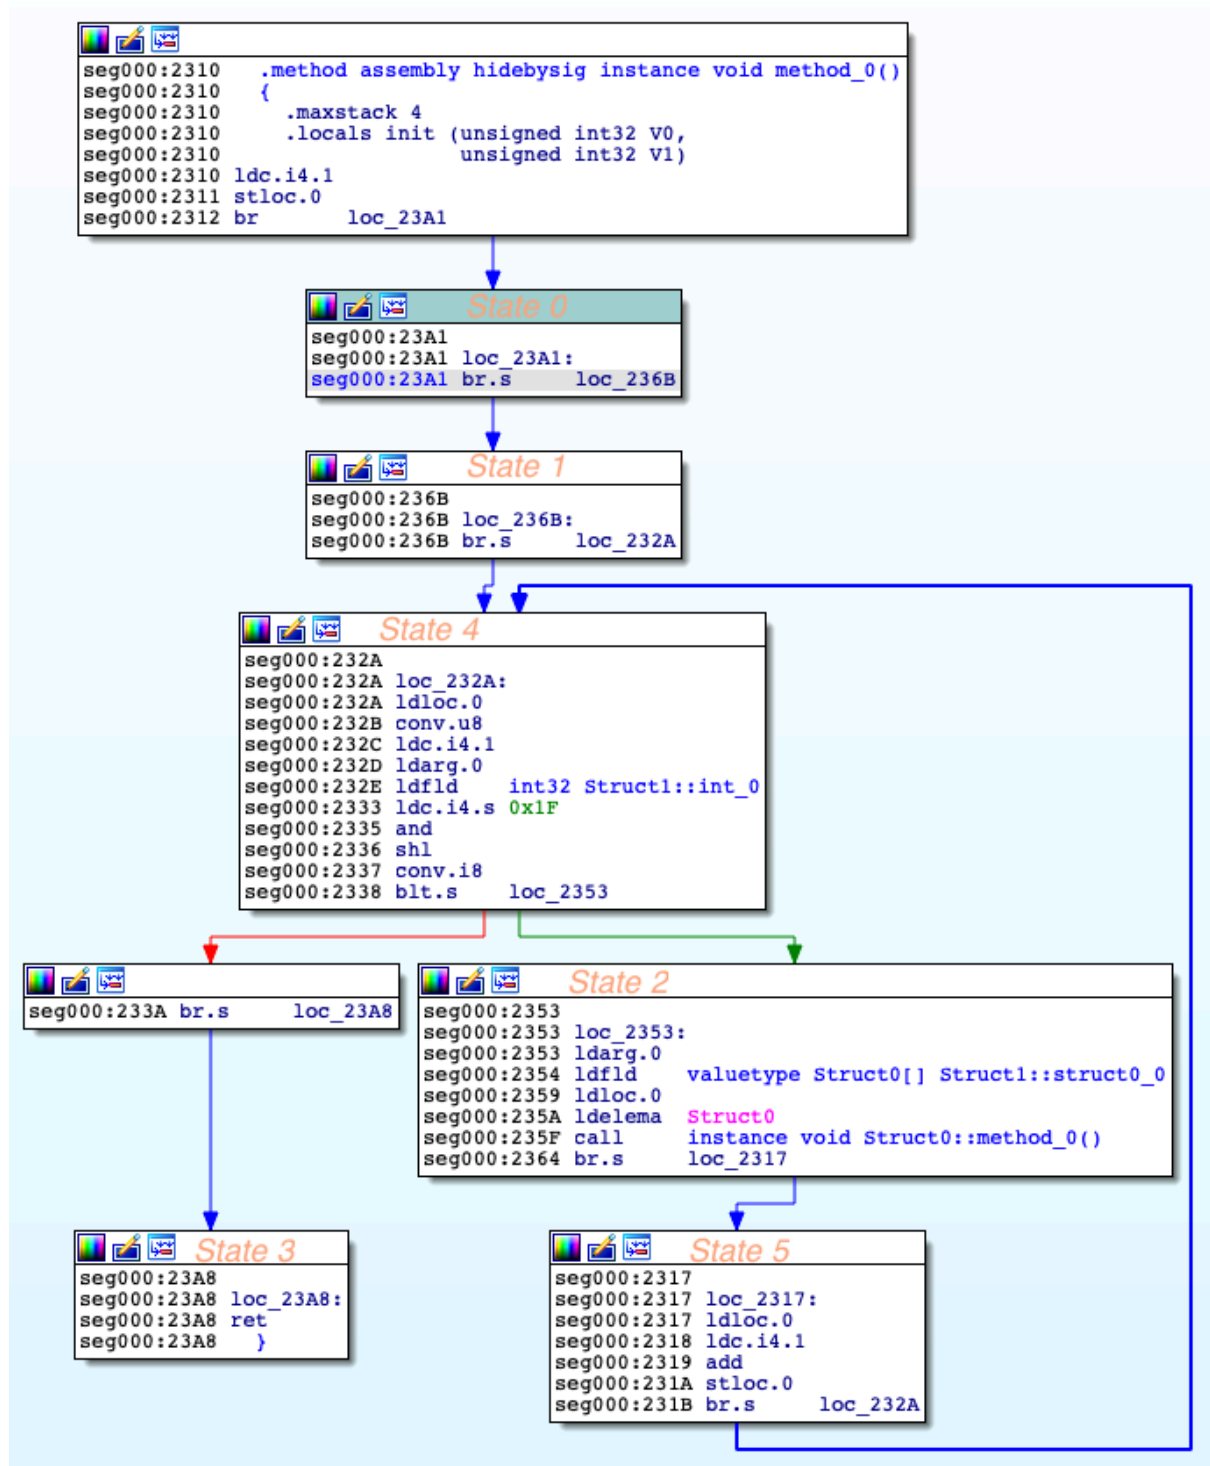 seg000:2310 .method assembly hidebysig instance void method_0()
seg000:2310 {
seg000:2310 .maxstack 4
seg000:2310 .locals init (unsigned int32 V0,
seg000:2310 unsigned int32 V1)
seg000:2310 ldc.i4.1
seg000:2311 stloc.0
seg000:2312 br loc_23A1
State 0
seg000:23A1
seg000:23A1 loc_23A1:
seg000:23A1 br.s loc_236B
State 1
seg000:236B
seg000:236B loc_236B:
seg000:236B br.s loc_232A
State 4
seg000:232A
seg000:232A loc_232A:
seg000:232A ldloc.0
seg000:232B conv.u8
seg000:232C ldc.i4.1
seg000:232D ldarg.0
seg000:232E ldfld int32 Struct1::int_0
seg000:2333 ldc.i4.s 0x1F
seg000:2335 and
seg000:2336 shl
seg000:2337 conv.i8
seg000:2338 blt.s loc_2353
seg000:233A br.s loc_23A8
State 2
seg000:2353
seg000:2353 loc_2353:
seg000:2353 ldarg.0
seg000:2354 ldfld valuetype Struct0[] Struct1::struct0_0
seg000:2359 ldloc.0
seg000:235A ldelema Struct0
seg000:235F call instance void Struct0::method_0()
seg000:2364 br.s loc_2317
State 3
seg000:23A8
seg000:23A8 loc_23A8:
seg000:23A8 ret
seg000:23A8 }
State 5
seg000:2317
seg000:2317 loc_2317:
seg000:2317 ldloc.0
seg000:2318 ldc.i4.1
seg000:2319 add
seg000:231A stloc.0
seg000:231B br.s loc_232A